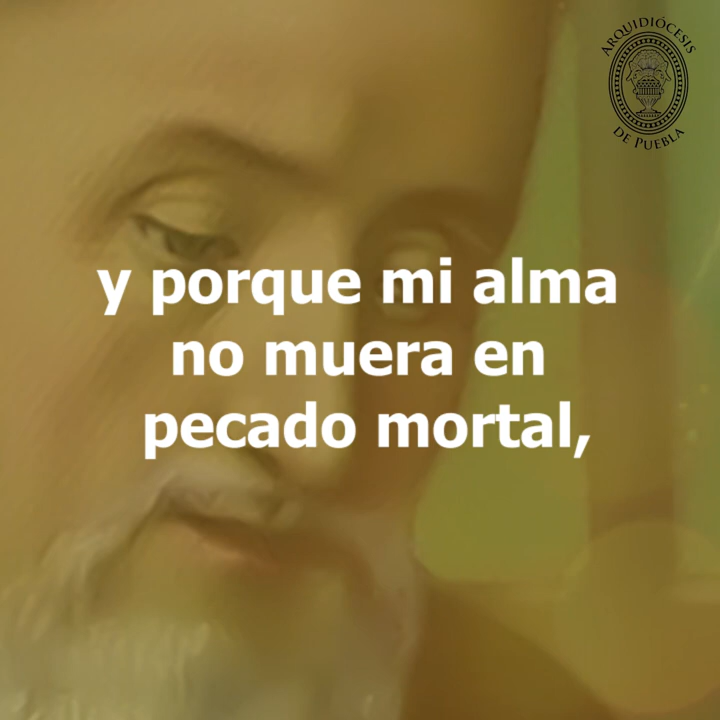 ARQUIDIÓCESIS
DE PUEBLA
y porque mi alma
no muera en
pecado mortal,